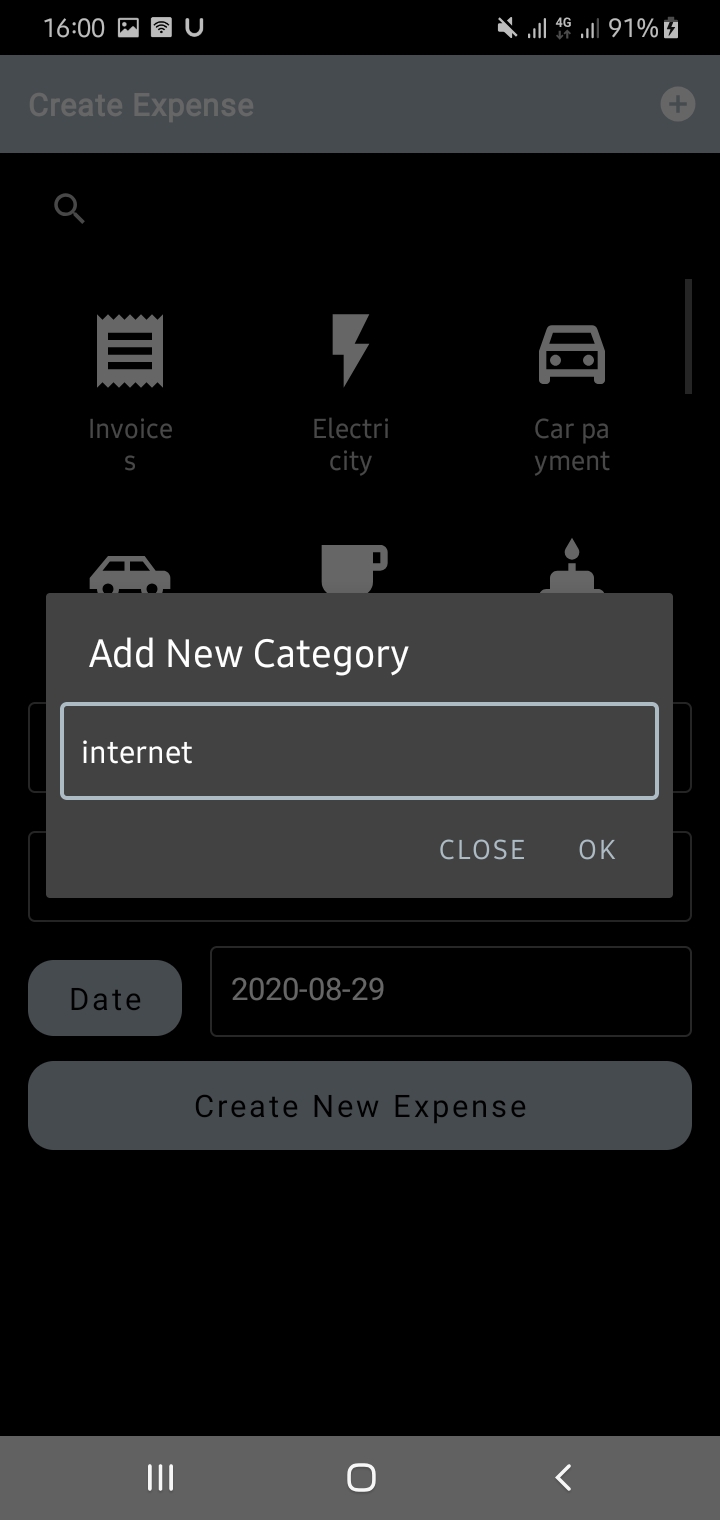 16:00
4G 91%
Create Expense
Invoice
s
Electri
city
Car pa
yment
Add New Category
internet
CLOSE OK
Date
2020-08-29
Create New Expense